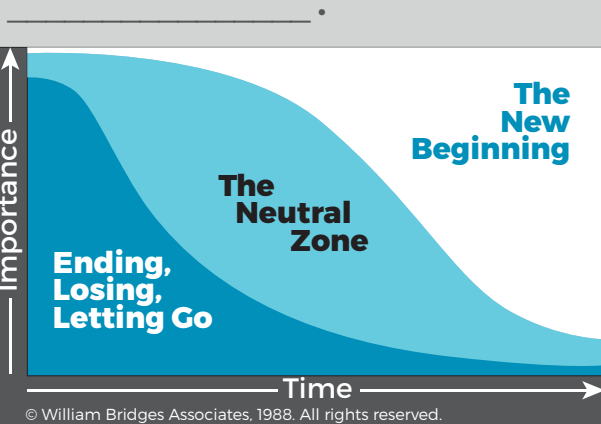 The
New
Beginning
The
Neutral
Zone
Ending,
Losing,
Letting Go
Importance
Time
© William Bridges Associates, 1988. All rights reserved.